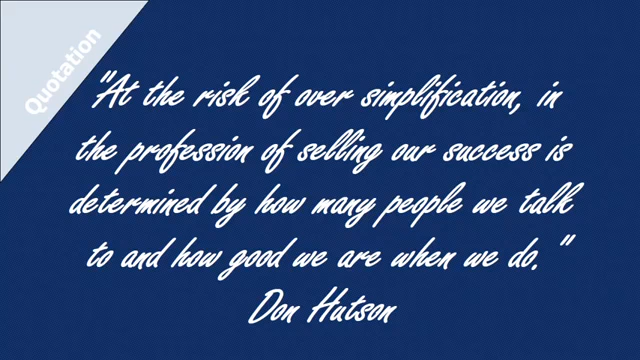 Quotation
"At the risk of over simplification, in
the profession of selling our success is
determined by how many people we talk
to and how good we are when we do. "
Don Hutson